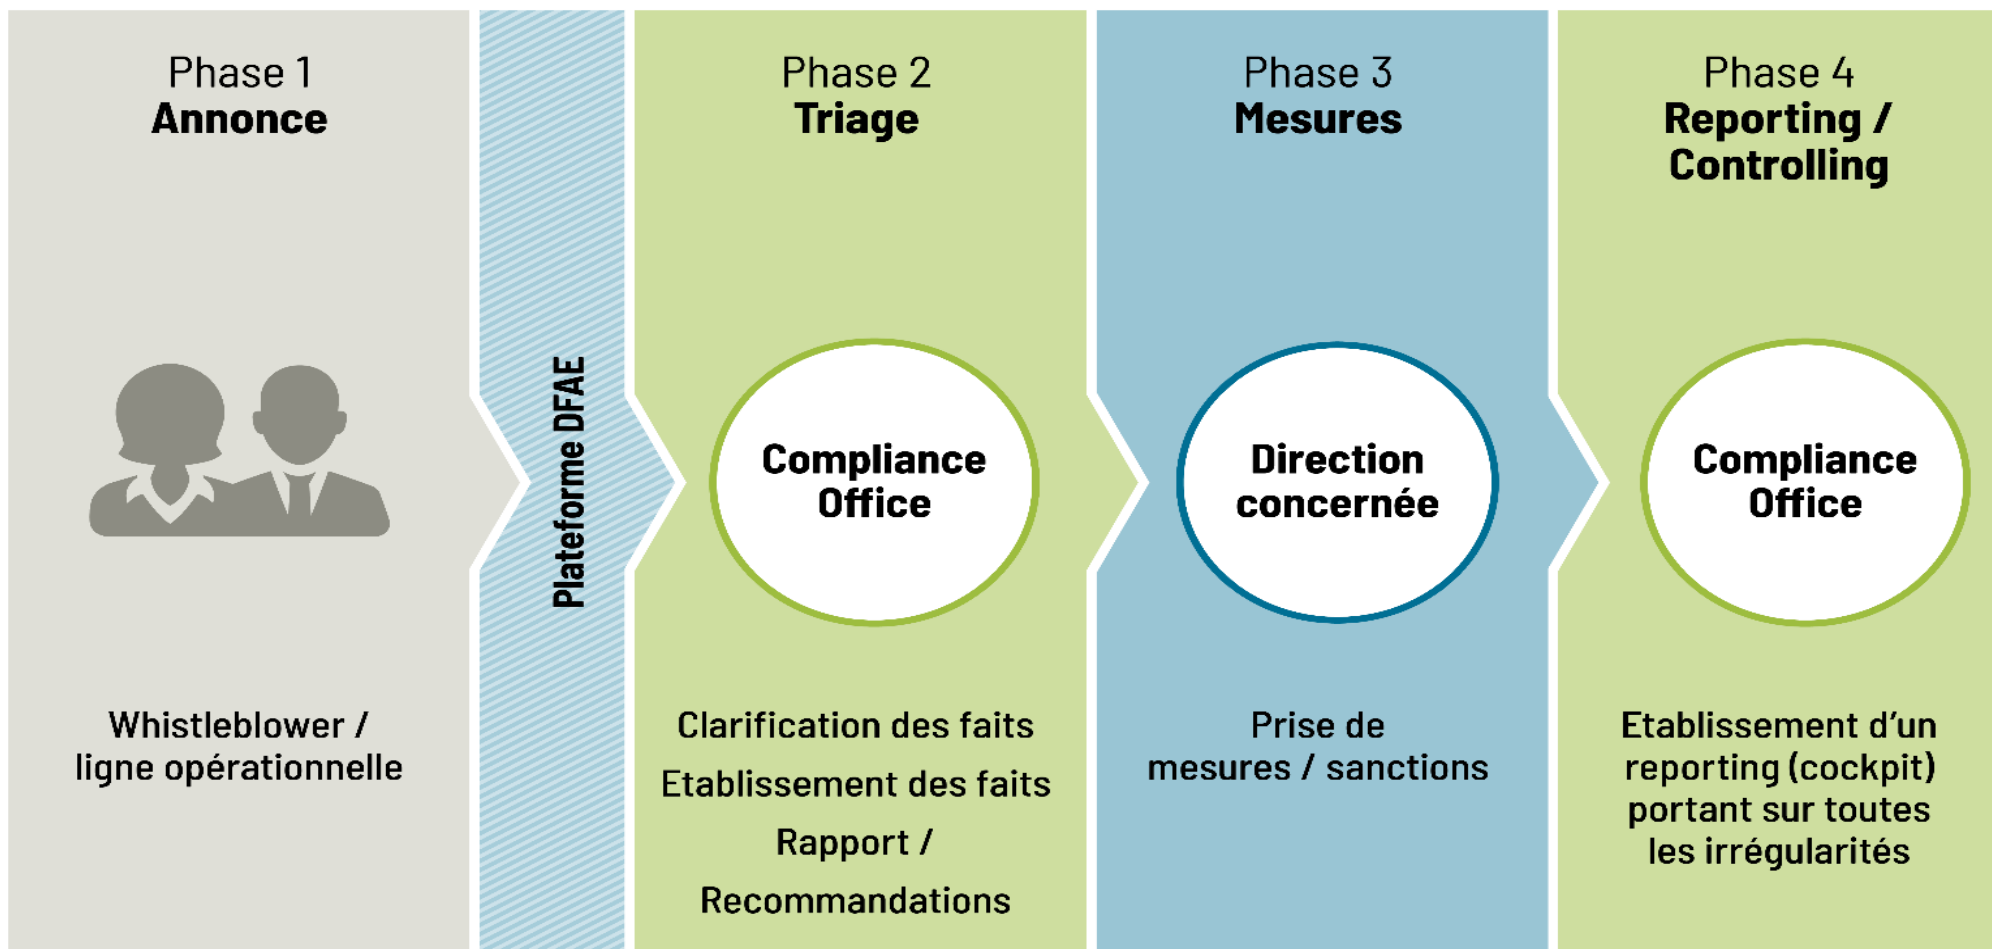 Phase 1
Annonce
Whistleblower /
ligne opérationnelle
Plateforme DFAE
Phase 2
Triage
Compliance
Office
Clarification des faits
Etablissement des faits
Rapport /
Recommandations
Phase 3
Mesures
Direction
concernée
Prise de
mesures / sanctions
Phase 4
Reporting /
Controlling
Compliance
Office
Etablissement d’un
reporting (cockpit)
portant sur toutes
les irrégularités